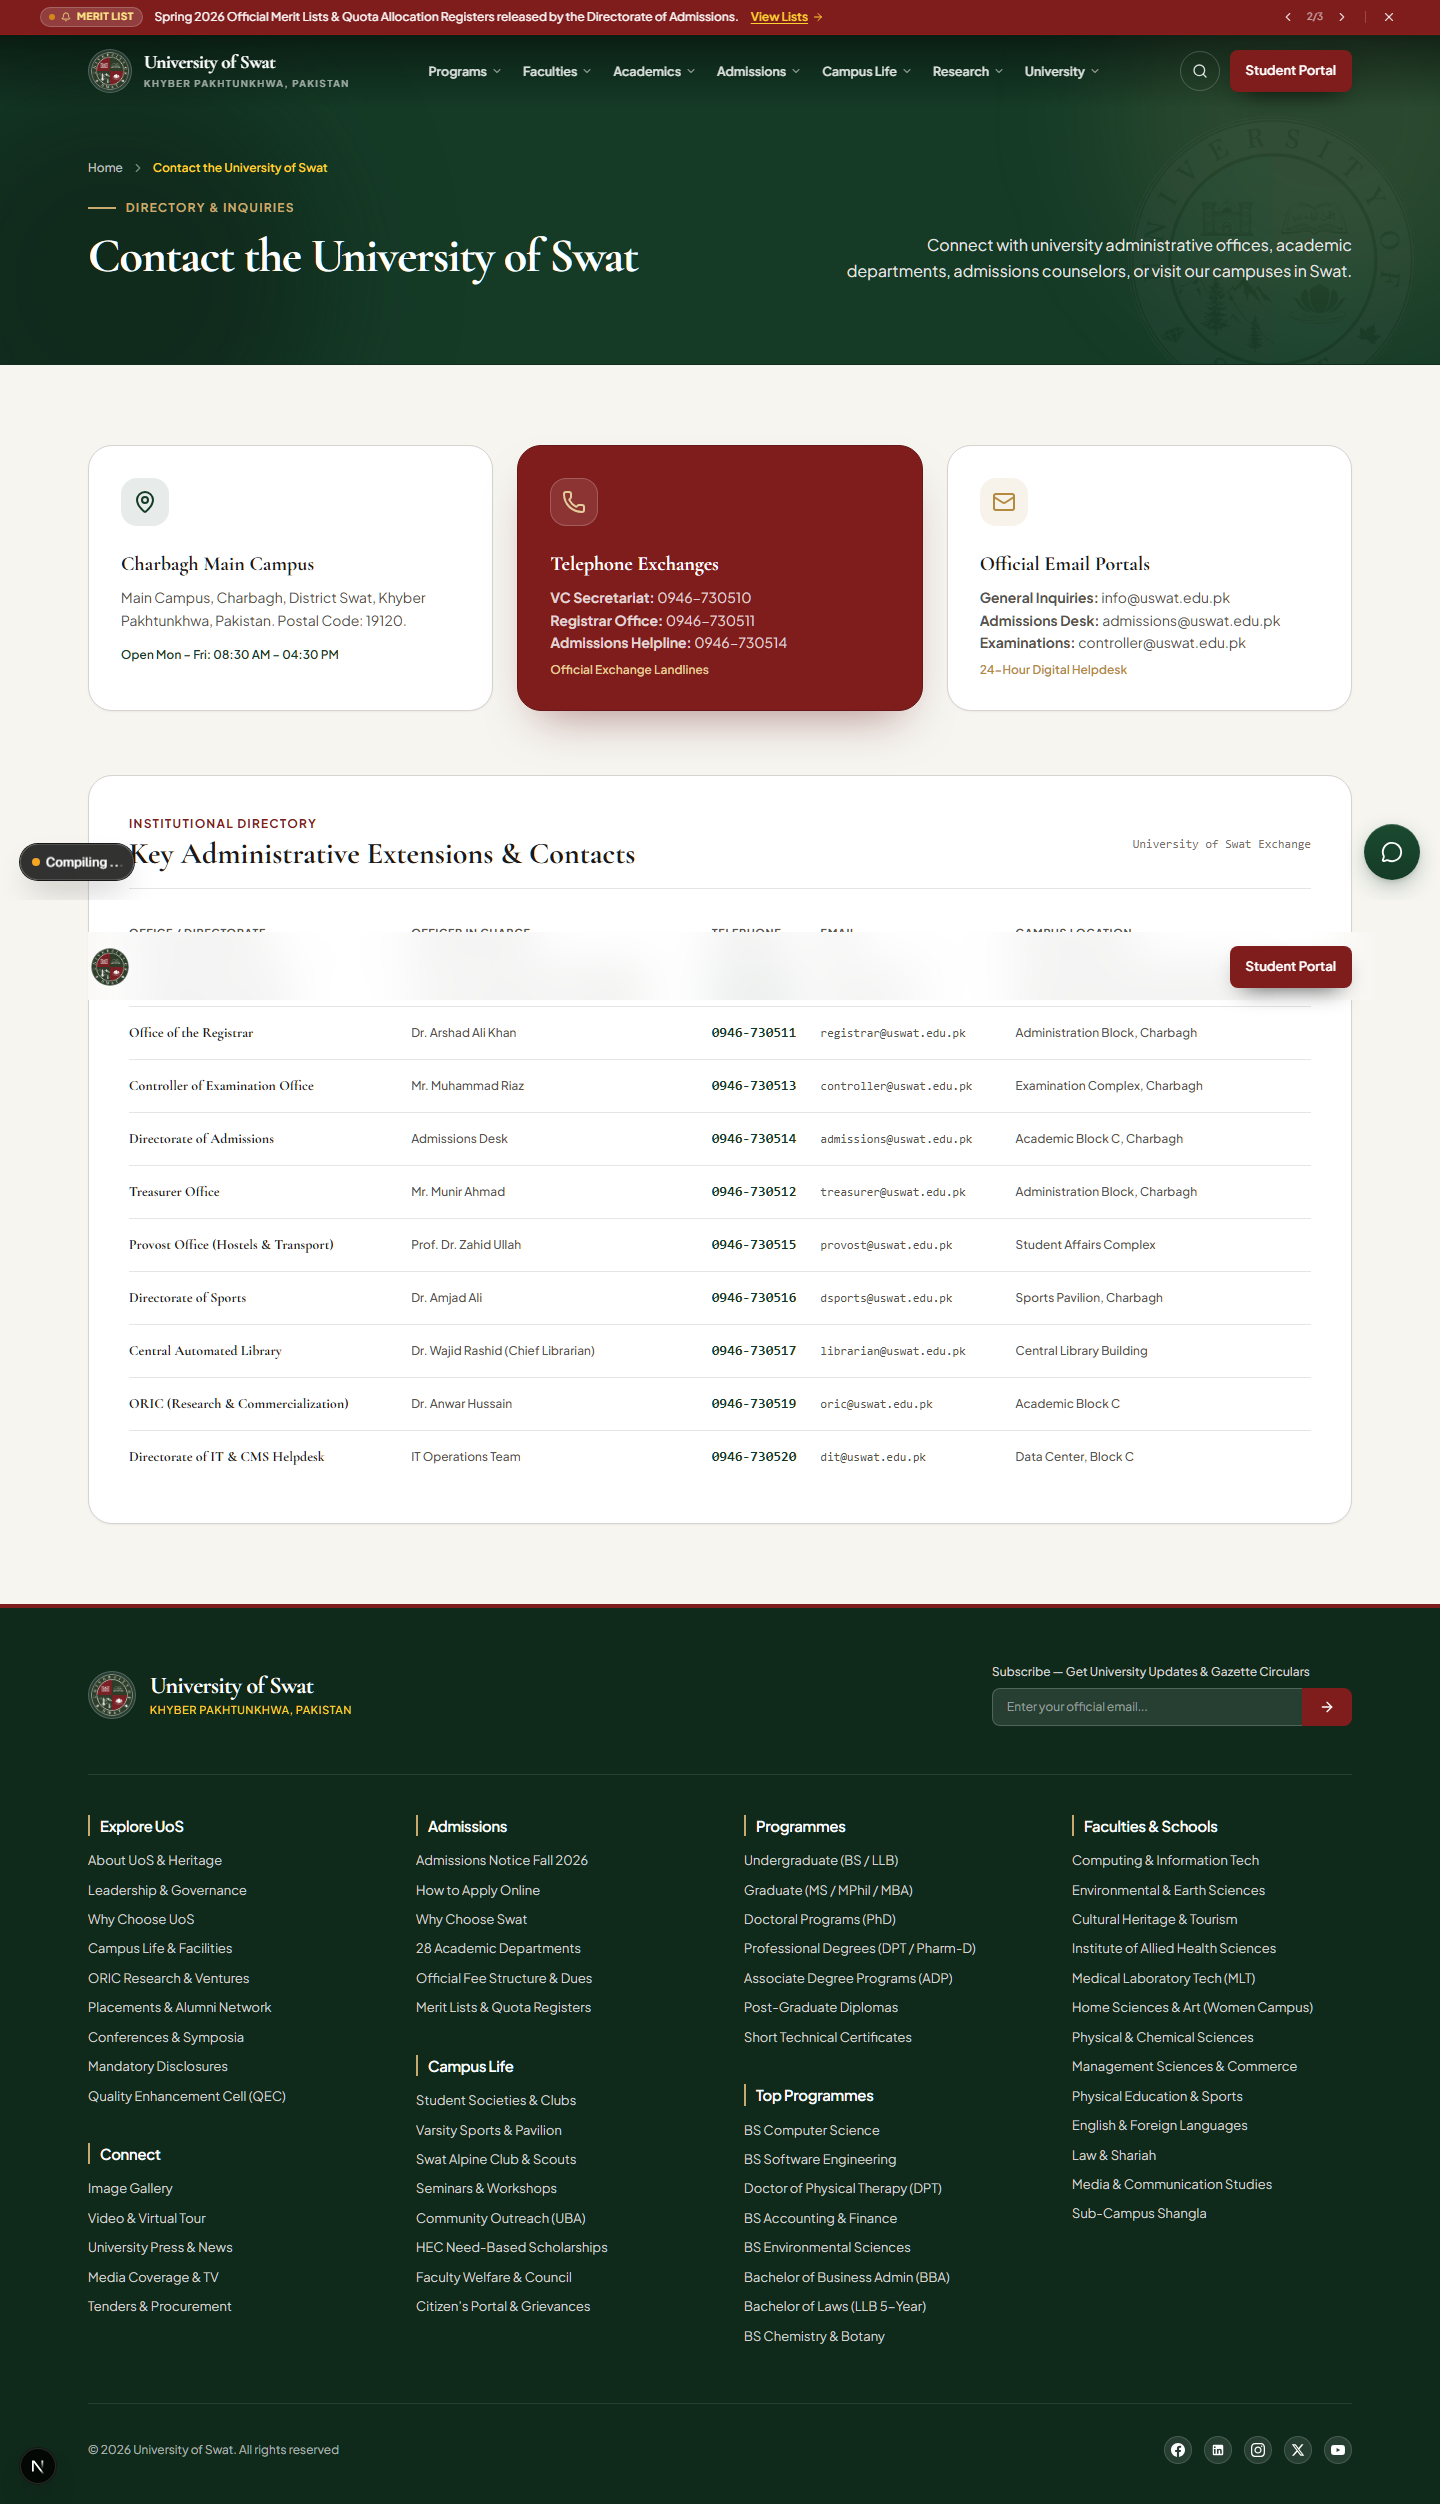 MERIT LIST Spring 2026 Official Merit Lists & Quota Allocation Registers released by the Directorate of Admissions. View Lists → 2/3
University of Swat
KHYBER PAKHTUNKHWA, PAKISTAN
Programs Faculties Academics Admissions Campus Life Research University
Student Portal
Home > Contact the University of Swat
DIRECTORY & INQUIRIES
Contact the University of Swat
Connect with university administrative offices, academic
departments, admissions counselors, or visit our campuses in Swat.
Charbagh Main Campus
Main Campus, Charbagh, District Swat, Khyber
Pakhtunkhwa, Pakistan. Postal Code: 19120.
Open Mon – Fri: 08:30 AM – 04:30 PM
Telephone Exchanges
VC Secretariat: 0946-730510
Registrar Office: 0946-730511
Admissions Helpline: 0946-730514
Official Exchange Landlines
Official Email Portals
General Inquiries: info@uswat.edu.pk
Admissions Desk: admissions@uswat.edu.pk
Examinations: controller@uswat.edu.pk
24-Hour Digital Helpdesk
INSTITUTIONAL DIRECTORY
Key Administrative Extensions & Contacts
University of Swat Exchange
Compiling ...
OFFICE / DIRECTORATE OFFICER IN CHARGE TELEPHONE EMAIL CAMPUS LOCATION
Student Portal
Office of the Registrar Dr. Arshad Ali Khan 0946-730511 registrar@uswat.edu.pk Administration Block, Charbagh
Controller of Examination Office Mr. Muhammad Riaz 0946-730513 controller@uswat.edu.pk Examination Complex, Charbagh
Directorate of Admissions Admissions Desk 0946-730514 admissions@uswat.edu.pk Academic Block C, Charbagh
Treasurer Office Mr. Munir Ahmad 0946-730512 treasurer@uswat.edu.pk Administration Block, Charbagh
Provost Office (Hostels & Transport) Prof. Dr. Zahid Ullah 0946-730515 provost@uswat.edu.pk Student Affairs Complex
Directorate of Sports Dr. Amjad Ali 0946-730516 dsports@uswat.edu.pk Sports Pavilion, Charbagh
Central Automated Library Dr. Wajid Rashid (Chief Librarian) 0946-730517 librarian@uswat.edu.pk Central Library Building
ORIC (Research & Commercialization) Dr. Anwar Hussain 0946-730519 oric@uswat.edu.pk Academic Block C
Directorate of IT & CMS Helpdesk IT Operations Team 0946-730520 dit@uswat.edu.pk Data Center, Block C
University of Swat
KHYBER PAKHTUNKHWA, PAKISTAN
Subscribe — Get University Updates & Gazette Circulars
Enter your official email...
Explore UoS
About UoS & Heritage
Leadership & Governance
Why Choose UoS
Campus Life & Facilities
ORIC Research & Ventures
Placements & Alumni Network
Conferences & Symposia
Mandatory Disclosures
Quality Enhancement Cell (QEC)
Connect
Image Gallery
Video & Virtual Tour
University Press & News
Media Coverage & TV
Tenders & Procurement
Admissions
Admissions Notice Fall 2026
How to Apply Online
Why Choose Swat
28 Academic Departments
Official Fee Structure & Dues
Merit Lists & Quota Registers
Campus Life
Student Societies & Clubs
Varsity Sports & Pavilion
Swat Alpine Club & Scouts
Seminars & Workshops
Community Outreach (UBA)
HEC Need-Based Scholarships
Faculty Welfare & Council
Citizen's Portal & Grievances
Programmes
Undergraduate (BS / LLB)
Graduate (MS / MPhil / MBA)
Doctoral Programs (PhD)
Professional Degrees (DPT / Pharm-D)
Associate Degree Programs (ADP)
Post-Graduate Diplomas
Short Technical Certificates
Top Programmes
BS Computer Science
BS Software Engineering
Doctor of Physical Therapy (DPT)
BS Accounting & Finance
BS Environmental Sciences
Bachelor of Business Admin (BBA)
Bachelor of Laws (LLB 5-Year)
BS Chemistry & Botany
Faculties & Schools
Computing & Information Tech
Environmental & Earth Sciences
Cultural Heritage & Tourism
Institute of Allied Health Sciences
Medical Laboratory Tech (MLT)
Home Sciences & Art (Women Campus)
Physical & Chemical Sciences
Management Sciences & Commerce
Physical Education & Sports
English & Foreign Languages
Law & Shariah
Media & Communication Studies
Sub-Campus Shangla
© 2026 University of Swat. All rights reserved